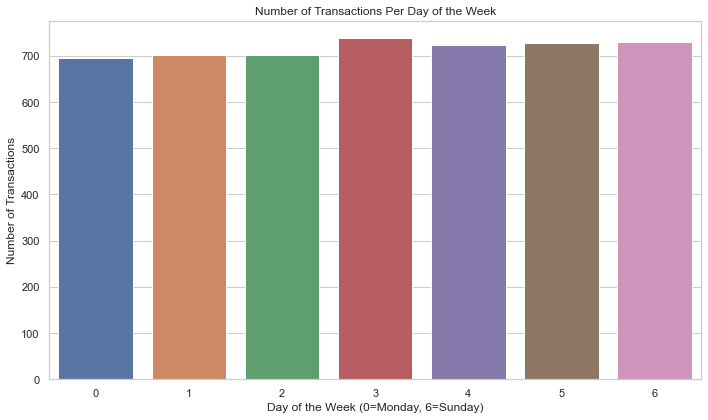 Number of Transactions Per Day of the Week
Number of Transactions
700
600
500
400
300
200
100
0
0 1 2 3 4 5 6
Day of the Week (0=Monday, 6=Sunday)